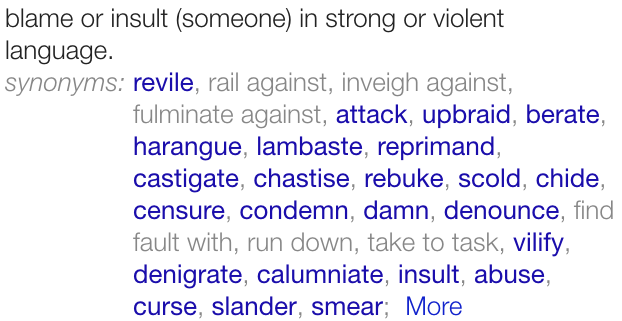 blame or insult (someone) in strong or violent
language.
synonyms: revile, rail against, inveigh against,
fulminate against, attack, upbraid, berate,
harangue, lambaste, reprimand,
castigate, chastise, rebuke, scold, chide,
censure, condemn, damn, denounce, find
fault with, run down, take to task, vilify,
denigrate, calumniate, insult, abuse,
curse, slander, smear; More